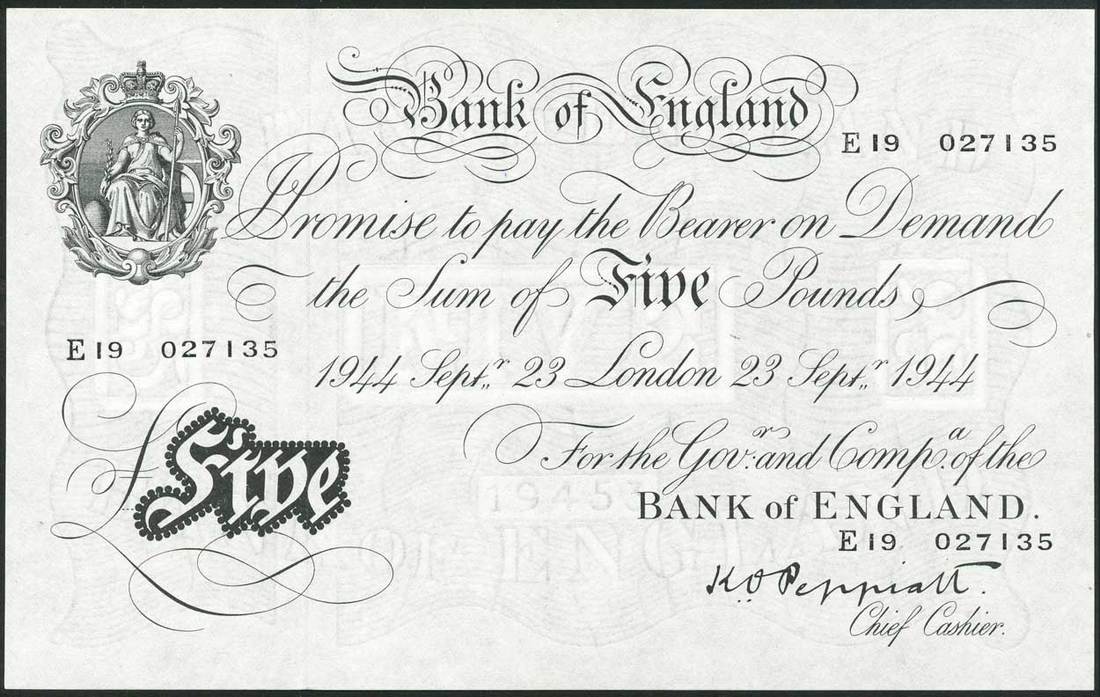 Bank of England
E19 027135
I Promise to pay the Bearer on Demand
the Sum of Five Pounds
E19 027135
1944 Septr 23 London 23 Septr 1944
For the Govr. and Compa. of the
£Five
BANK of ENGLAND.
E19 027135
K O Peppiatt.
Chief Cashier.